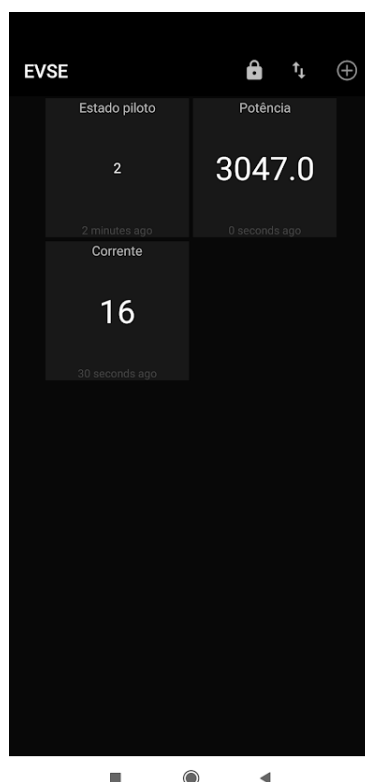 EVSE
Estado piloto
2
2 minutes ago
Potência
3047.0
0 seconds ago
Corrente
16
30 seconds ago